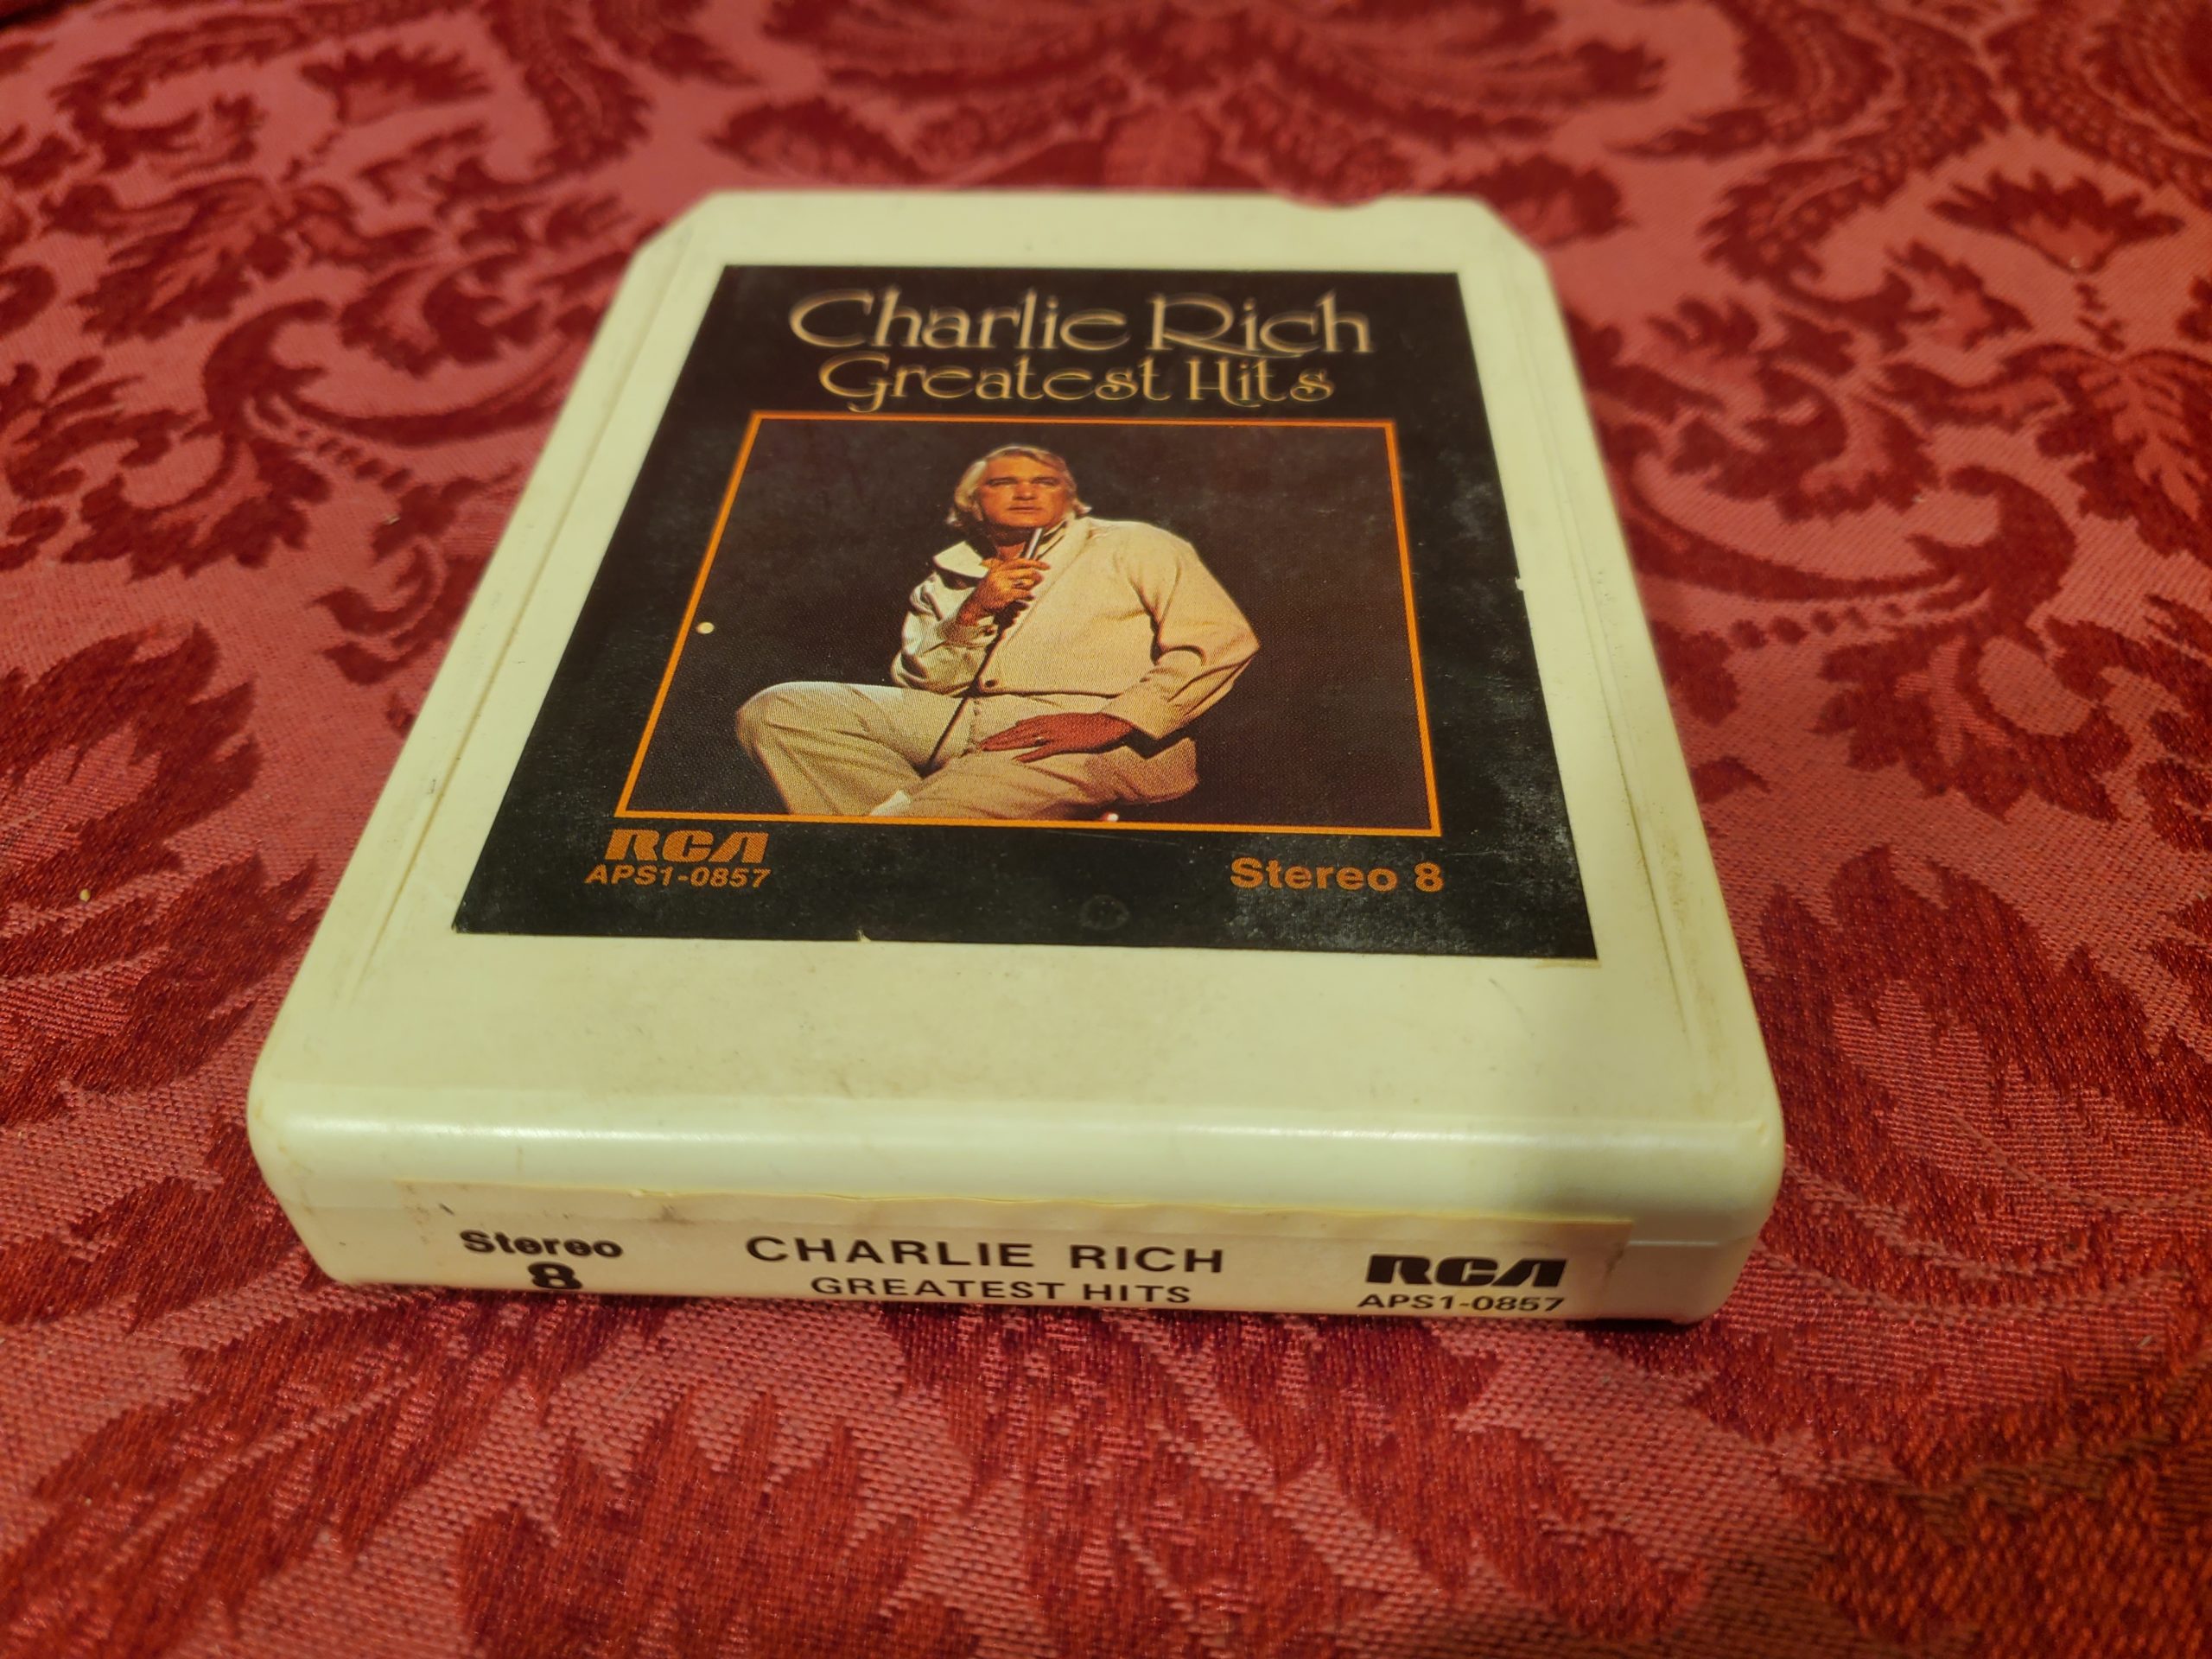 Charlie Rich
Greatest Hits
RCA
APS1-0857
Stereo 8
Stereo
8
CHARLIE RICH
GREATEST HITS
RCA
APS1-0857